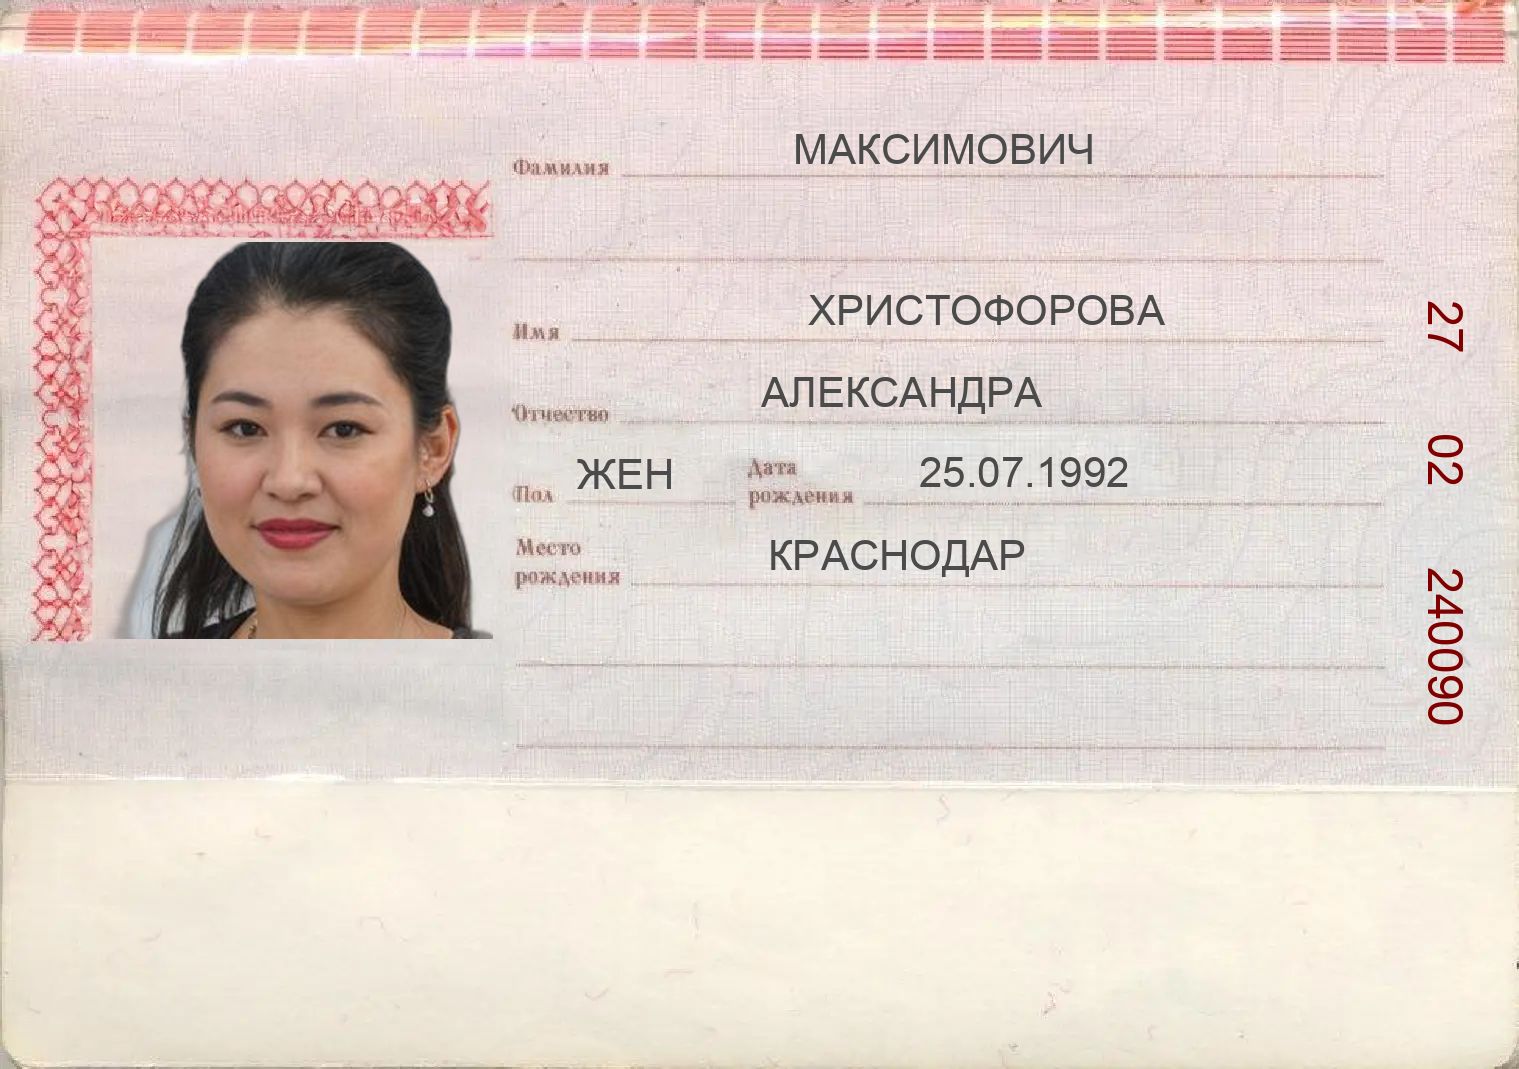 Фамилия МАКСИМОВИЧ
Имя ХРИСТОФОРОВА
Отчество АЛЕКСАНДРА
Пол ЖЕН Дата рождения 25.07.1992
Место рождения КРАСНОДАР
27 02 240090